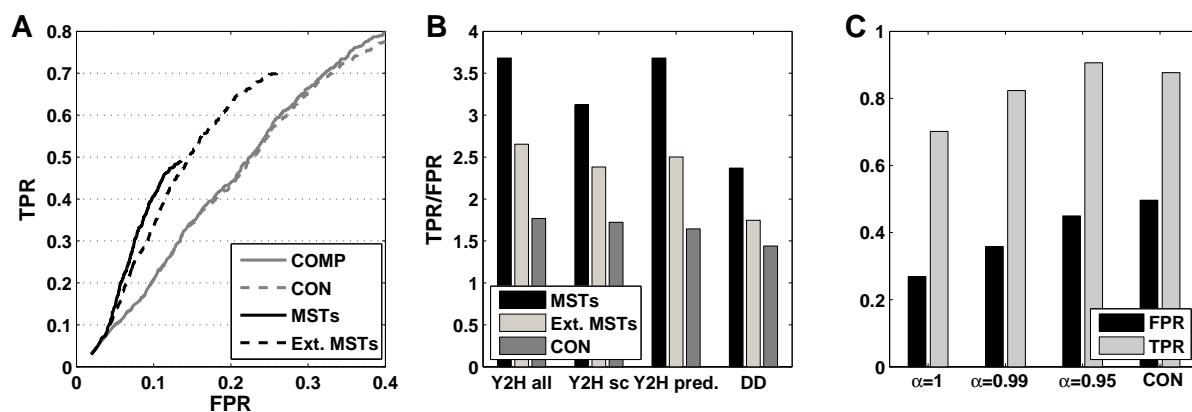 A
TPR
0.8
0.7
0.6
0.5
0.4
0.3
0.2
0.1
0
0 0.1 0.2 0.3 0.4
FPR
COMP
CON
MSTs
Ext. MSTs
B
TPR/FPR
4
3.5
3
2.5
2
1.5
1
0.5
0
MSTs
Ext. MSTs
CON
Y2H all Y2H sc Y2H pred. DD
C
1
0.8
0.6
0.4
0.2
0
FPR
TPR
α=1 α=0.99 α=0.95 CON